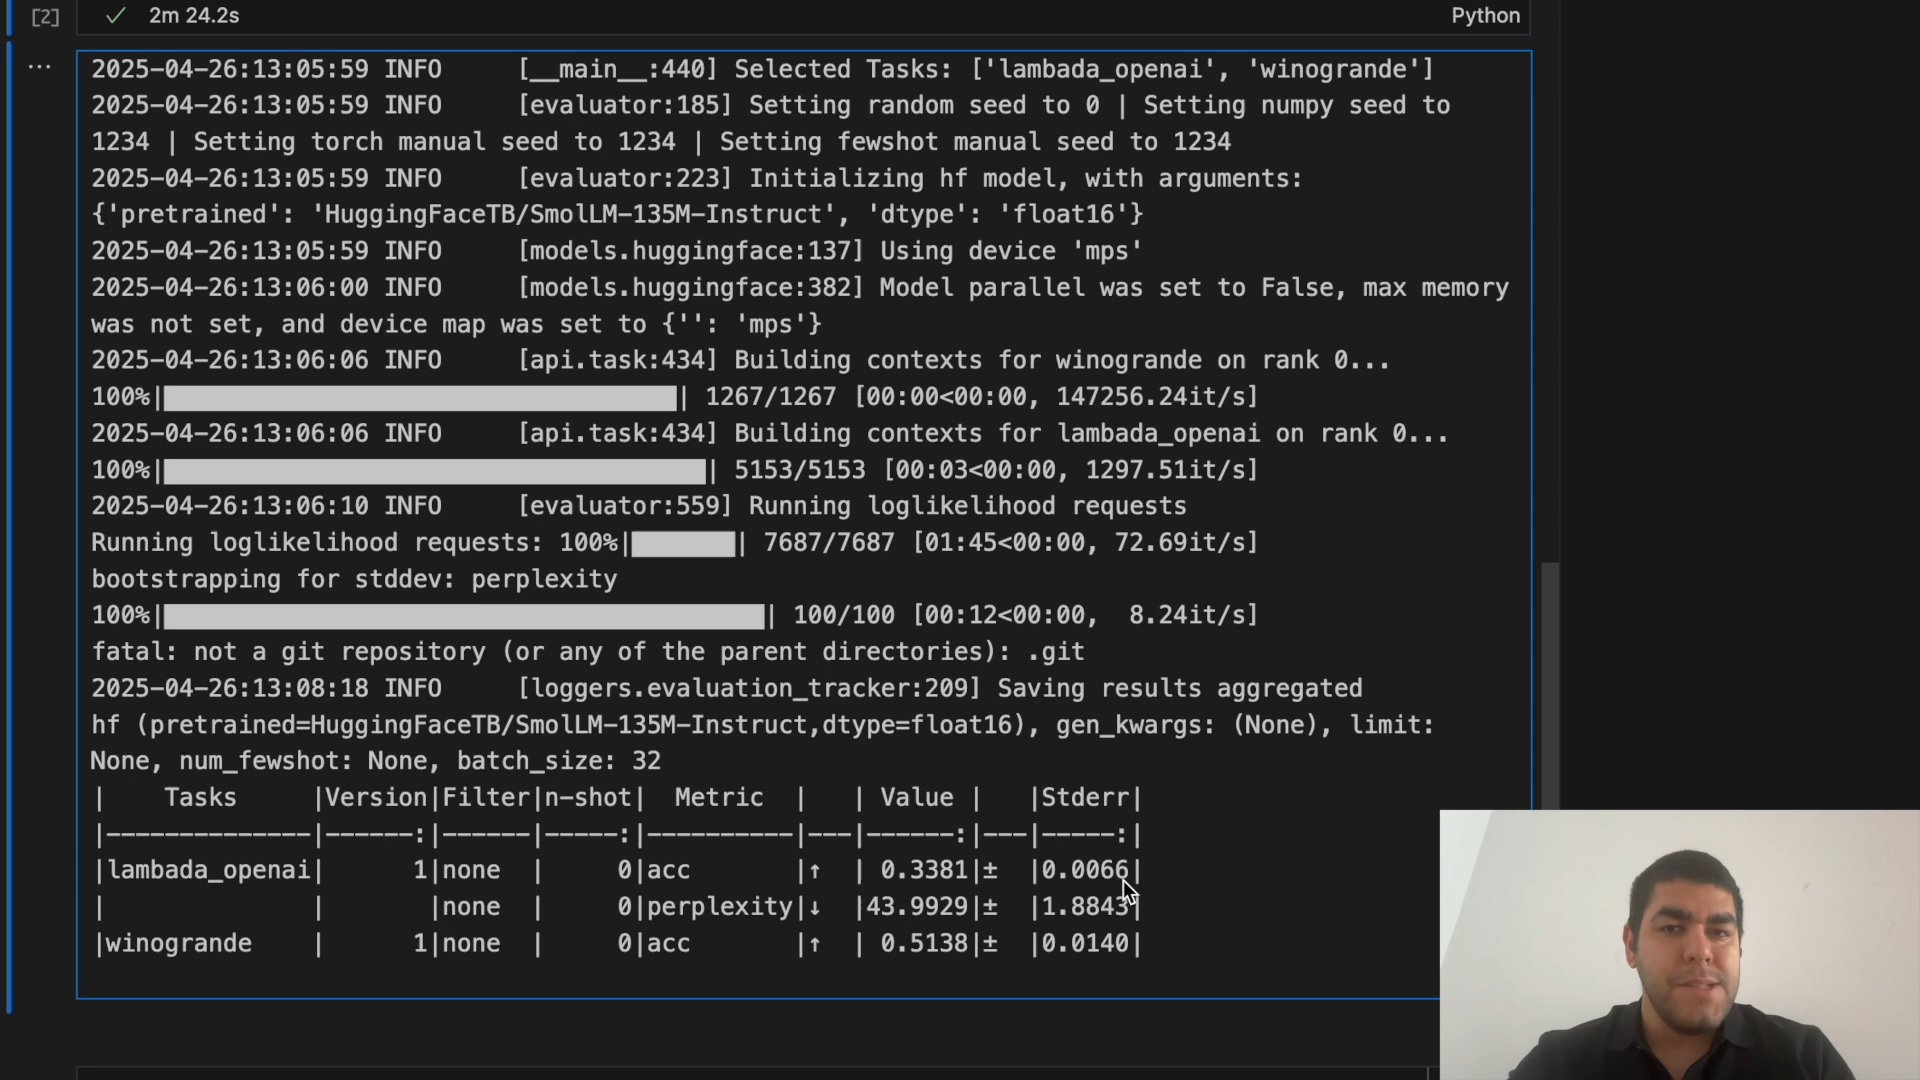 [2] ✓ 2m 24.2s Python
...
2025-04-26:13:05:59 INFO [__main__:440] Selected Tasks: ['lambada_openai', 'winogrande']
2025-04-26:13:05:59 INFO [evaluator:185] Setting random seed to 0 | Setting numpy seed to
1234 | Setting torch manual seed to 1234 | Setting fewshot manual seed to 1234
2025-04-26:13:05:59 INFO [evaluator:223] Initializing hf model, with arguments:
{'pretrained': 'HuggingFaceTB/SmolLM-135M-Instruct', 'dtype': 'float16'}
2025-04-26:13:05:59 INFO [models.huggingface:137] Using device 'mps'
2025-04-26:13:06:00 INFO [models.huggingface:382] Model parallel was set to False, max memory
was not set, and device map was set to {'': 'mps'}
2025-04-26:13:06:06 INFO [api.task:434] Building contexts for winogrande on rank 0...
100%|██████████| 1267/1267 [00:00<00:00, 147256.24it/s]
2025-04-26:13:06:06 INFO [api.task:434] Building contexts for lambada_openai on rank 0...
100%|██████████| 5153/5153 [00:03<00:00, 1297.51it/s]
2025-04-26:13:06:10 INFO [evaluator:559] Running loglikelihood requests
Running loglikelihood requests: 100%|███| 7687/7687 [01:45<00:00, 72.69it/s]
bootstrapping for stddev: perplexity
100%|██████████| 100/100 [00:12<00:00, 8.24it/s]
fatal: not a git repository (or any of the parent directories): .git
2025-04-26:13:08:18 INFO [loggers.evaluation_tracker:209] Saving results aggregated
hf (pretrained=HuggingFaceTB/SmolLM-135M-Instruct,dtype=float16), gen_kwargs: (None), limit:
None, num_fewshot: None, batch_size: 32
| Tasks |Version|Filter|n-shot| Metric | | Value | |Stderr|
|--------------|------:|------|-----:|----------|---|------:|---|-----:|
|lambada_openai| 1|none | 0|acc |↑ | 0.3381|± |0.0066|
| | |none | 0|perplexity|↓ |43.9929|± |1.8843|
|winogrande | 1|none | 0|acc |↑ | 0.5138|± |0.0140|